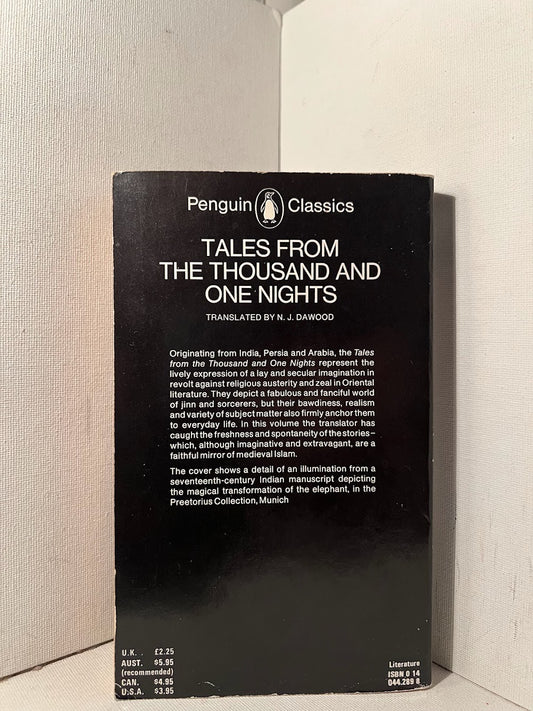 Penguin Classics
TALES FROM
THE THOUSAND AND
ONE NIGHTS
TRANSLATED BY N. J. DAWOOD
Originating from India, Persia and Arabia, the Tales
from the Thousand and One Nights represent the
lively expression of a lay and secular imagination in
revolt against religious austerity and zeal in Oriental
literature. They depict a fabulous and fanciful world
of jinn and sorcerers, but their bawdiness, realism
and variety of subject matter also firmly anchor them
to everyday life. In this volume the translator has
caught the freshness and spontaneity of the stories–
which, although imaginative and extravagant, are a
faithful mirror of medieval Islam.
The cover shows a detail of an illumination from a
seventeenth-century Indian manuscript depicting
the magical transformation of the elephant, in the
Preetorius Collection, Munich
U.K. . £2.25
AUST. $5.95
(recommended)
CAN. $4.95
U.S.A. $3.95
Literature
ISBN 0 14
044.289 8